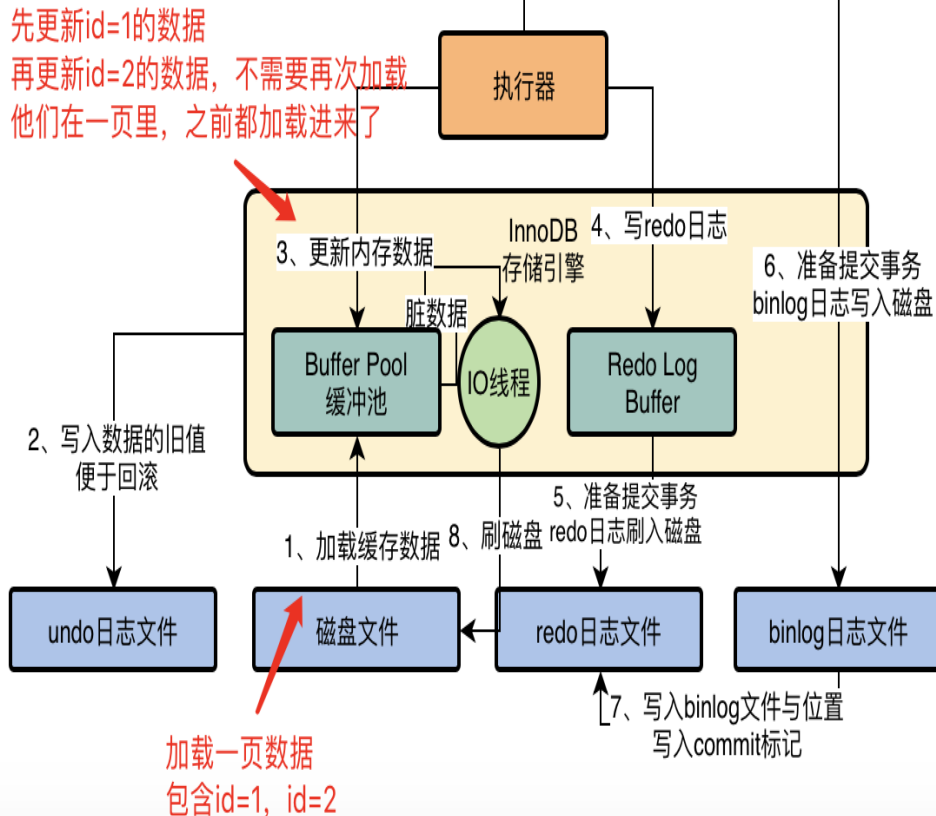 先更新id=1的数据
再更新id=2的数据，不需要再次加载
他们在一页里，之前都加载进来了
执行器
InnoDB
存储引擎
4、写redo日志
3、更新内存数据
6、准备提交事务
binlog日志写入磁盘
脏数据
Buffer Pool
缓冲池
IO线程
Redo Log
Buffer
2、写入数据的旧值
便于回滚
1、加载缓存数据
8、刷磁盘
5、准备提交事务
redo日志刷入磁盘
undo日志文件
磁盘文件
redo日志文件
binlog日志文件
7、写入binlog文件与位置
写入commit标记
加载一页数据
包含id=1，id=2